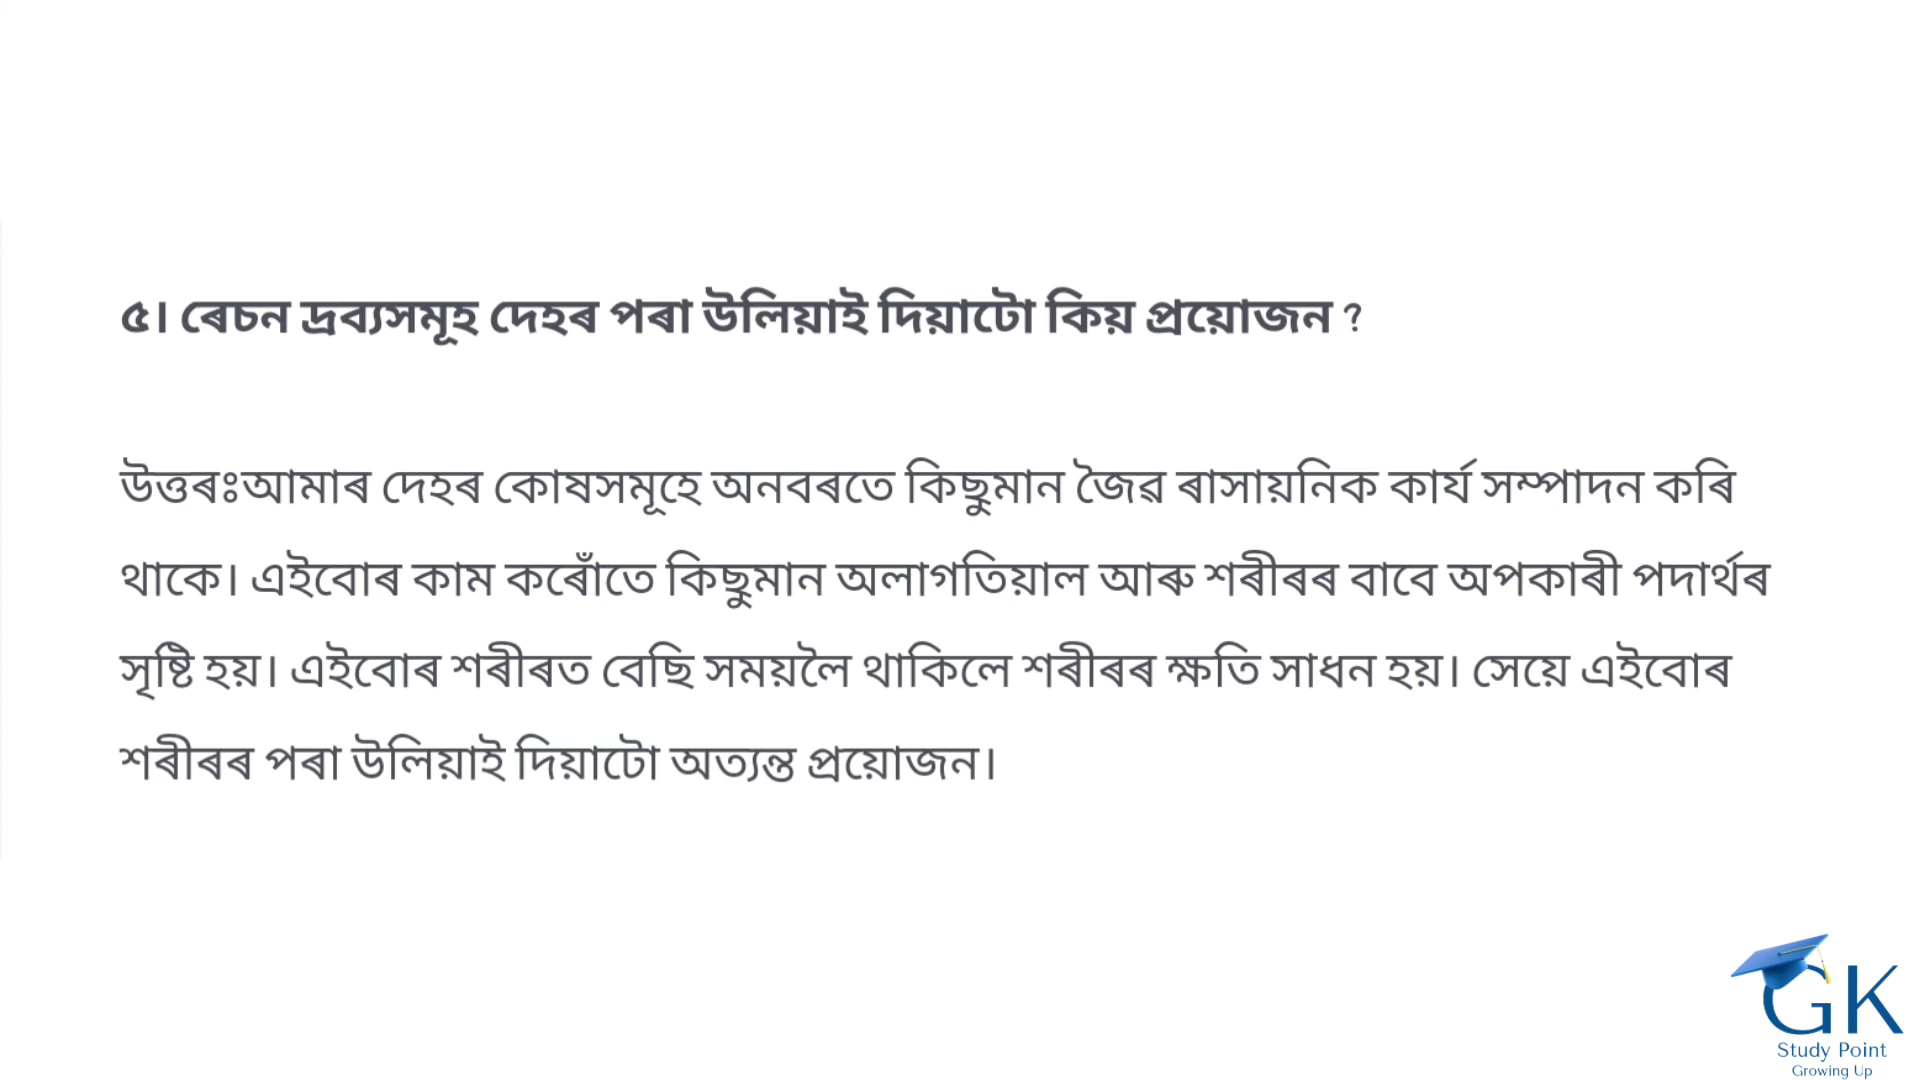 ৫। ৰেচন দ্ৰব্যসমূহ দেহৰ পৰা উলিয়াই দিয়াটো কিয় প্ৰয়োজন ?
উত্তৰঃআমাৰ দেহৰ কোষসমূহে অনবৰতে কিছুমান জৈৱ ৰাসায়নিক কাৰ্য সম্পাদন কৰি
থাকে। এইবোৰ কাম কৰোঁতে কিছুমান অলাগতিয়াল আৰু শৰীৰৰ বাবে অপকাৰী পদাৰ্থৰ
সৃষ্টি হয়। এইবোৰ শৰীৰত বেছি সময়লৈ থাকিলে শৰীৰৰ ক্ষতি সাধন হয়। সেয়ে এইবোৰ
শৰীৰৰ পৰা উলিয়াই দিয়াটো অত্যন্ত প্ৰয়োজন।
GK
Study Point
Growing Up